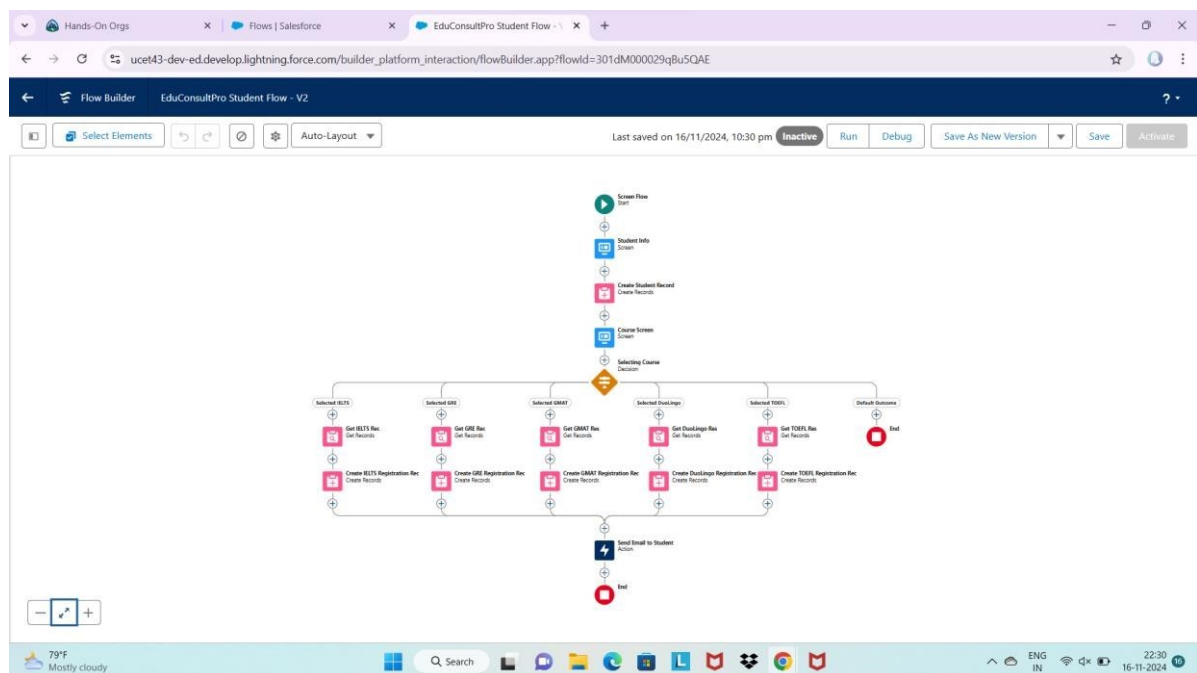 Hands-On Orgs
Flows | Salesforce
EduConsultPro Student Flow - V
ucet43-dev-ed.develop.lightning.force.com/builder_platform_interaction/flowBuilder.app?flowId=301dM000029qBu5QAE
Flow Builder EduConsultPro Student Flow - V2 ?
Select Elements Auto-Layout Last saved on 16/11/2024, 10:30 pm Inactive Run Debug Save As New Version Save Activate
Screen Flow
Start
Student Info
Screen
Create Student Record
Create Records
Course Screen
Screen
Selecting Course
Decision
Selected IELTS Selected GRE Selected GMAT Selected DuoLingo Selected TOEFL Default Outcome
Get IELTS Rec Get GRE Rec Get GMAT Res Get DuoLingo Res Get TOEFL Res End
Get Records Get Records Get Records Get Records Get Records
Create IELTS Registration Rec Create GRE Registration Rec Create GMAT Registration Rec Create DuoLingo Registration Rec Create TOEFL Registration Rec
Create Records Create Records Create Records Create Records Create Records
Send Email to Student
Action
End
79°F
Mostly cloudy
Search
ENG
IN
22:30
16-11-2024
16